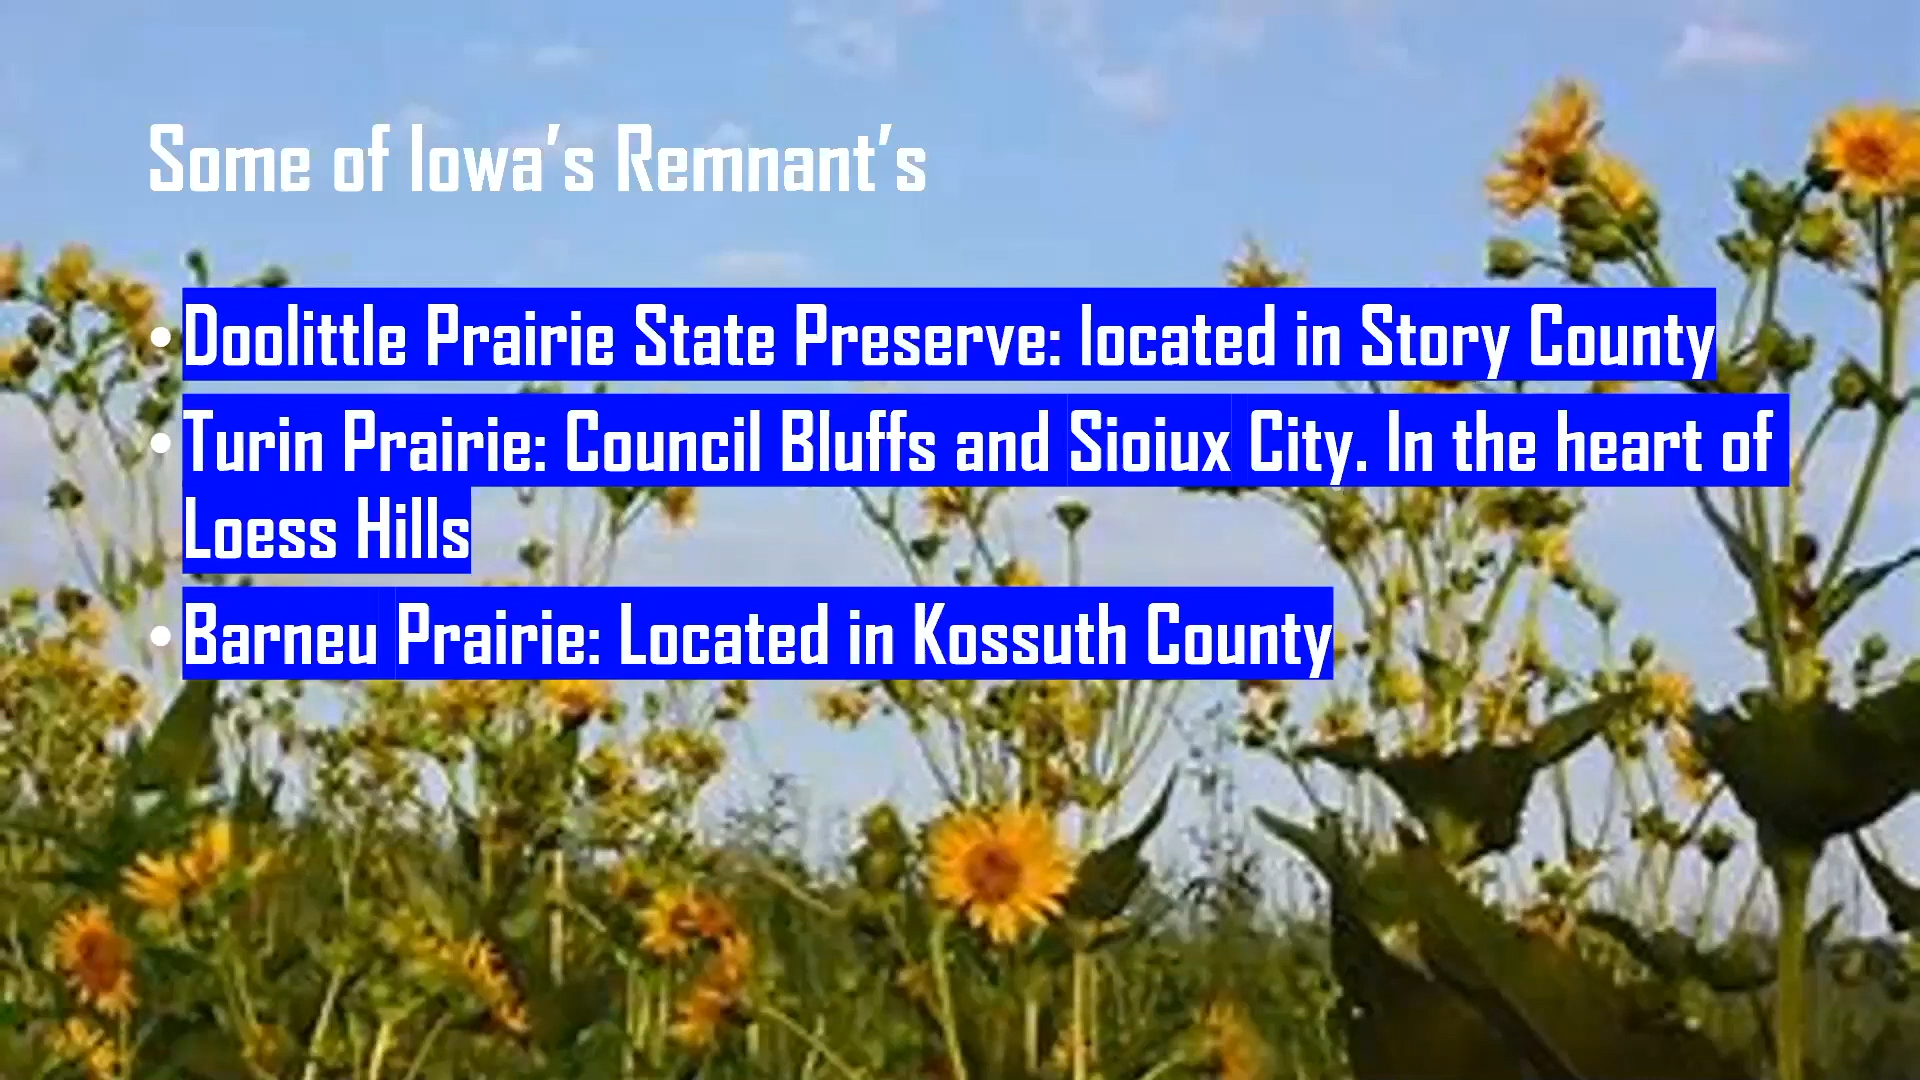 Some of Iowa’s Remnant’s
• Doolittle Prairie State Preserve: located in Story County
• Turin Prairie: Council Bluffs and Sioiux City. In the heart of
Loess Hills
• Barneu Prairie: Located in Kossuth County